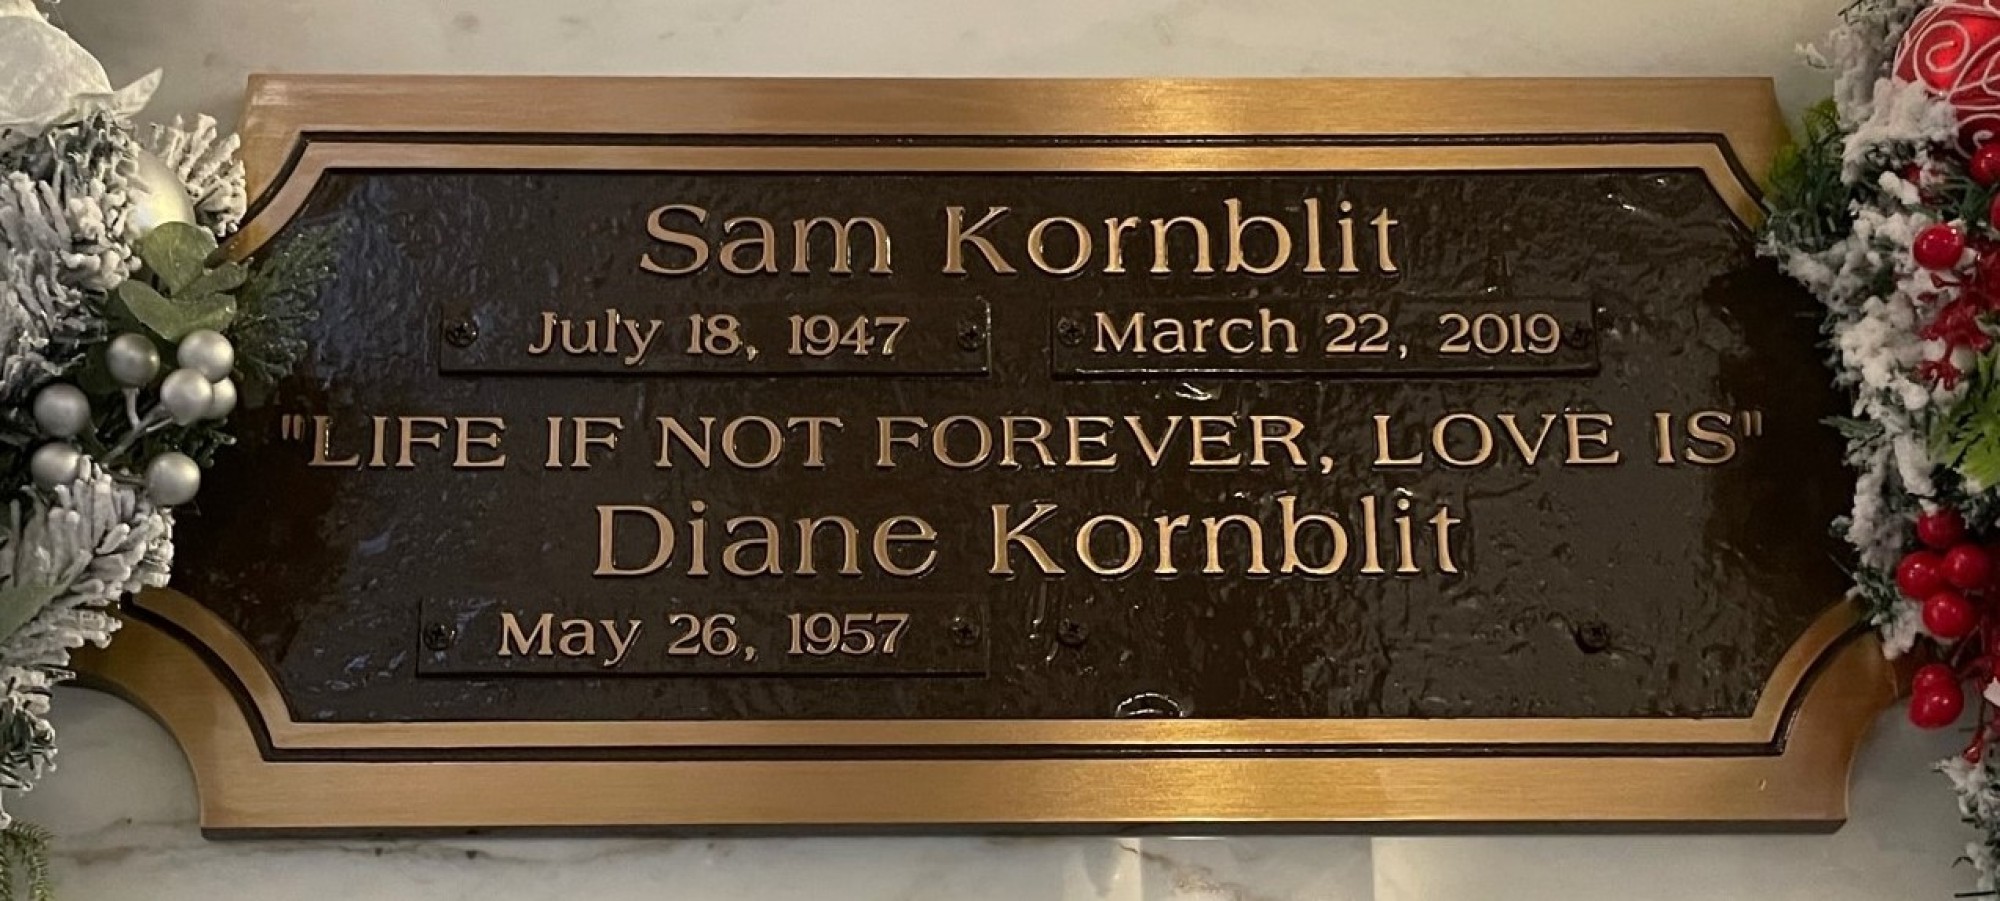 Sam Kornblit
July 18, 1947 March 22, 2019
"LIFE IF NOT FOREVER, LOVE IS"
Diane Kornblit
May 26, 1957